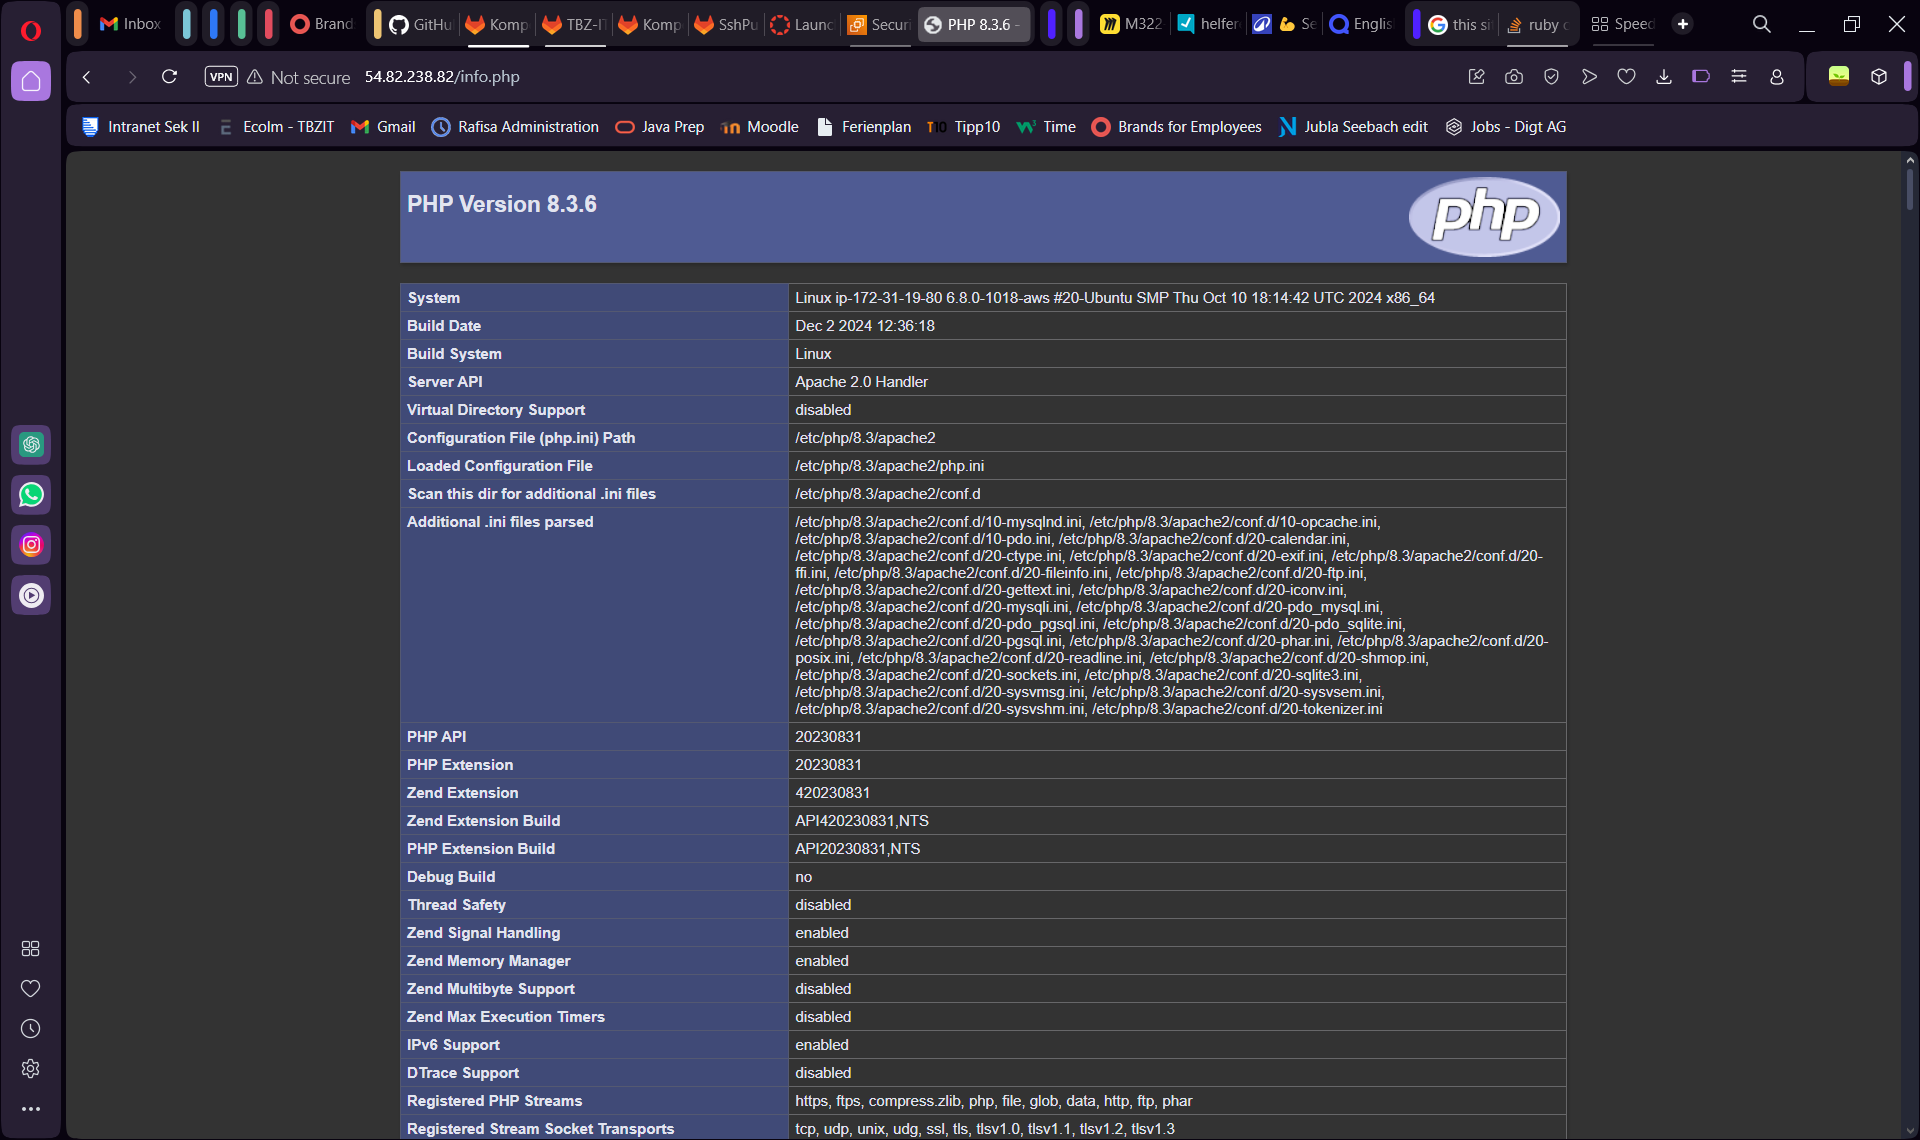 Inbox
Brand
GitHu
Komp
TBZ-IT
Komp
SshPu
Launc
Securi
PHP 8.3.6 -
M322
helfer
Se
Englis
this si
ruby c
Speed
VPN
Not secure
54.82.238.82/info.php
Intranet Sek II
Ecolm - TBZIT
Gmail
Rafisa Administration
Java Prep
Moodle
Ferienplan
T10
Tipp10
Time
Brands for Employees
Jubla Seebach edit
Jobs - Digt AG
PHP Version 8.3.6
php
System Linux ip-172-31-19-80 6.8.0-1018-aws #20-Ubuntu SMP Thu Oct 10 18:14:42 UTC 2024 x86_64
Build Date Dec 2 2024 12:36:18
Build System Linux
Server API Apache 2.0 Handler
Virtual Directory Support disabled
Configuration File (php.ini) Path /etc/php/8.3/apache2
Loaded Configuration File /etc/php/8.3/apache2/php.ini
Scan this dir for additional .ini files /etc/php/8.3/apache2/conf.d
Additional .ini files parsed /etc/php/8.3/apache2/conf.d/10-mysqlnd.ini, /etc/php/8.3/apache2/conf.d/10-opcache.ini,
/etc/php/8.3/apache2/conf.d/10-pdo.ini, /etc/php/8.3/apache2/conf.d/20-calendar.ini,
/etc/php/8.3/apache2/conf.d/20-ctype.ini, /etc/php/8.3/apache2/conf.d/20-exif.ini, /etc/php/8.3/apache2/conf.d/20-
ffi.ini, /etc/php/8.3/apache2/conf.d/20-fileinfo.ini, /etc/php/8.3/apache2/conf.d/20-ftp.ini,
/etc/php/8.3/apache2/conf.d/20-gettext.ini, /etc/php/8.3/apache2/conf.d/20-iconv.ini,
/etc/php/8.3/apache2/conf.d/20-mysqli.ini, /etc/php/8.3/apache2/conf.d/20-pdo_mysql.ini,
/etc/php/8.3/apache2/conf.d/20-pdo_pgsql.ini, /etc/php/8.3/apache2/conf.d/20-pdo_sqlite.ini,
/etc/php/8.3/apache2/conf.d/20-pgsql.ini, /etc/php/8.3/apache2/conf.d/20-phar.ini, /etc/php/8.3/apache2/conf.d/20-
posix.ini, /etc/php/8.3/apache2/conf.d/20-readline.ini, /etc/php/8.3/apache2/conf.d/20-shmop.ini,
/etc/php/8.3/apache2/conf.d/20-sockets.ini, /etc/php/8.3/apache2/conf.d/20-sqlite3.ini,
/etc/php/8.3/apache2/conf.d/20-sysvmsg.ini, /etc/php/8.3/apache2/conf.d/20-sysvsem.ini,
/etc/php/8.3/apache2/conf.d/20-sysvshm.ini, /etc/php/8.3/apache2/conf.d/20-tokenizer.ini
PHP API 20230831
PHP Extension 20230831
Zend Extension 420230831
Zend Extension Build API420230831,NTS
PHP Extension Build API20230831,NTS
Debug Build no
Thread Safety disabled
Zend Signal Handling enabled
Zend Memory Manager enabled
Zend Multibyte Support disabled
Zend Max Execution Timers disabled
IPv6 Support enabled
DTrace Support disabled
Registered PHP Streams https, ftps, compress.zlib, php, file, glob, data, http, ftp, phar
Registered Stream Socket Transports tcp, udp, unix, udg, ssl, tls, tlsv1.0, tlsv1.1, tlsv1.2, tlsv1.3